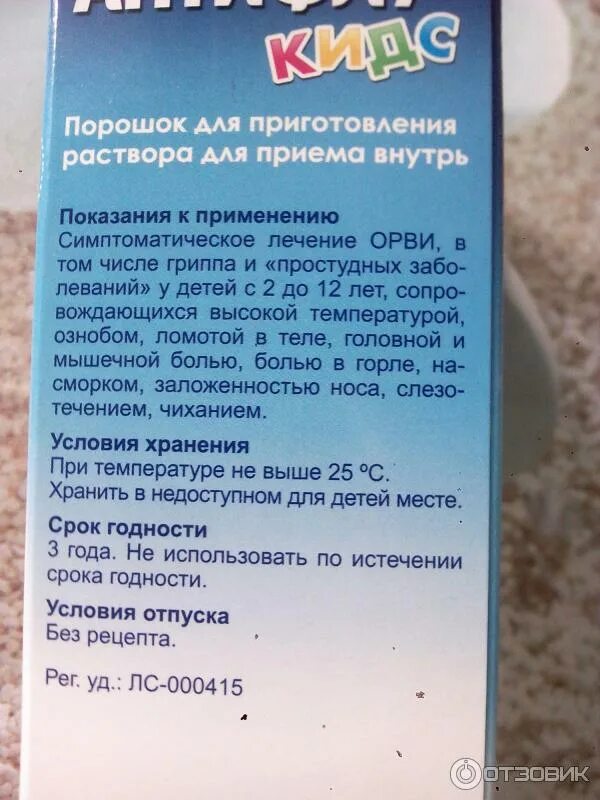 КИДС
Порошок для приготовления
раствора для приема внутрь
Показания к применению
Симптоматическое лечение ОРВИ, в
том числе гриппа и «простудных забо-
леваний» у детей с 2 до 12 лет, сопро-
вождающихся высокой температурой,
ознобом, ломотой в теле, головной и
мышечной болью, болью в горле, на-
сморком, заложенностью носа, слезо-
течением, чиханием.
Условия хранения
При температуре не выше 25 ºС.
Хранить в недоступном для детей месте.
Срок годности
3 года. Не использовать по истечении
срока годности.
Условия отпуска
Без рецепта.
Рег. уд.: ЛС-000415
ОТЗОВИК